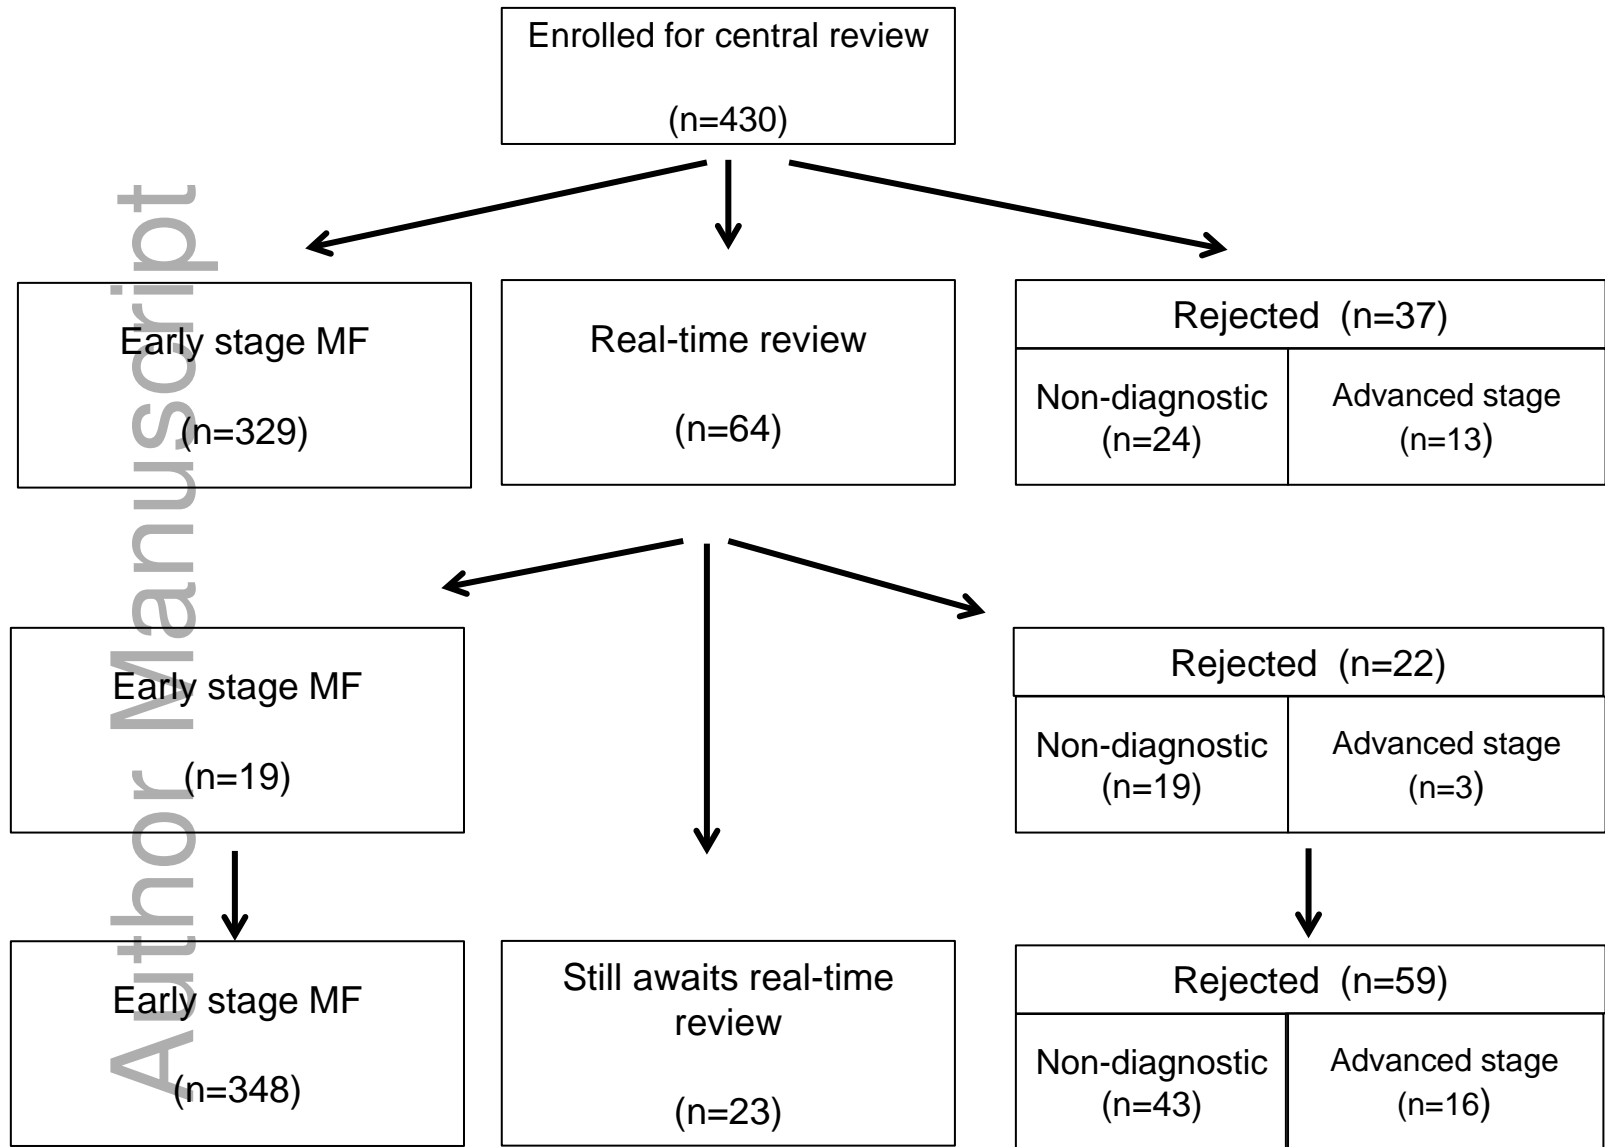 Enrolled for central review
(n=430)
Early stage MF
(n=329)
Real-time review
(n=64)
Rejected (n=37)
Non-diagnostic
(n=24)
Advanced stage
(n=13)
Early stage MF
(n=19)
Rejected (n=22)
Non-diagnostic
(n=19)
Advanced stage
(n=3)
Early stage MF
(n=348)
Still awaits real-time
review
(n=23)
Rejected (n=59)
Non-diagnostic
(n=43)
Advanced stage
(n=16)
Author Manuscript